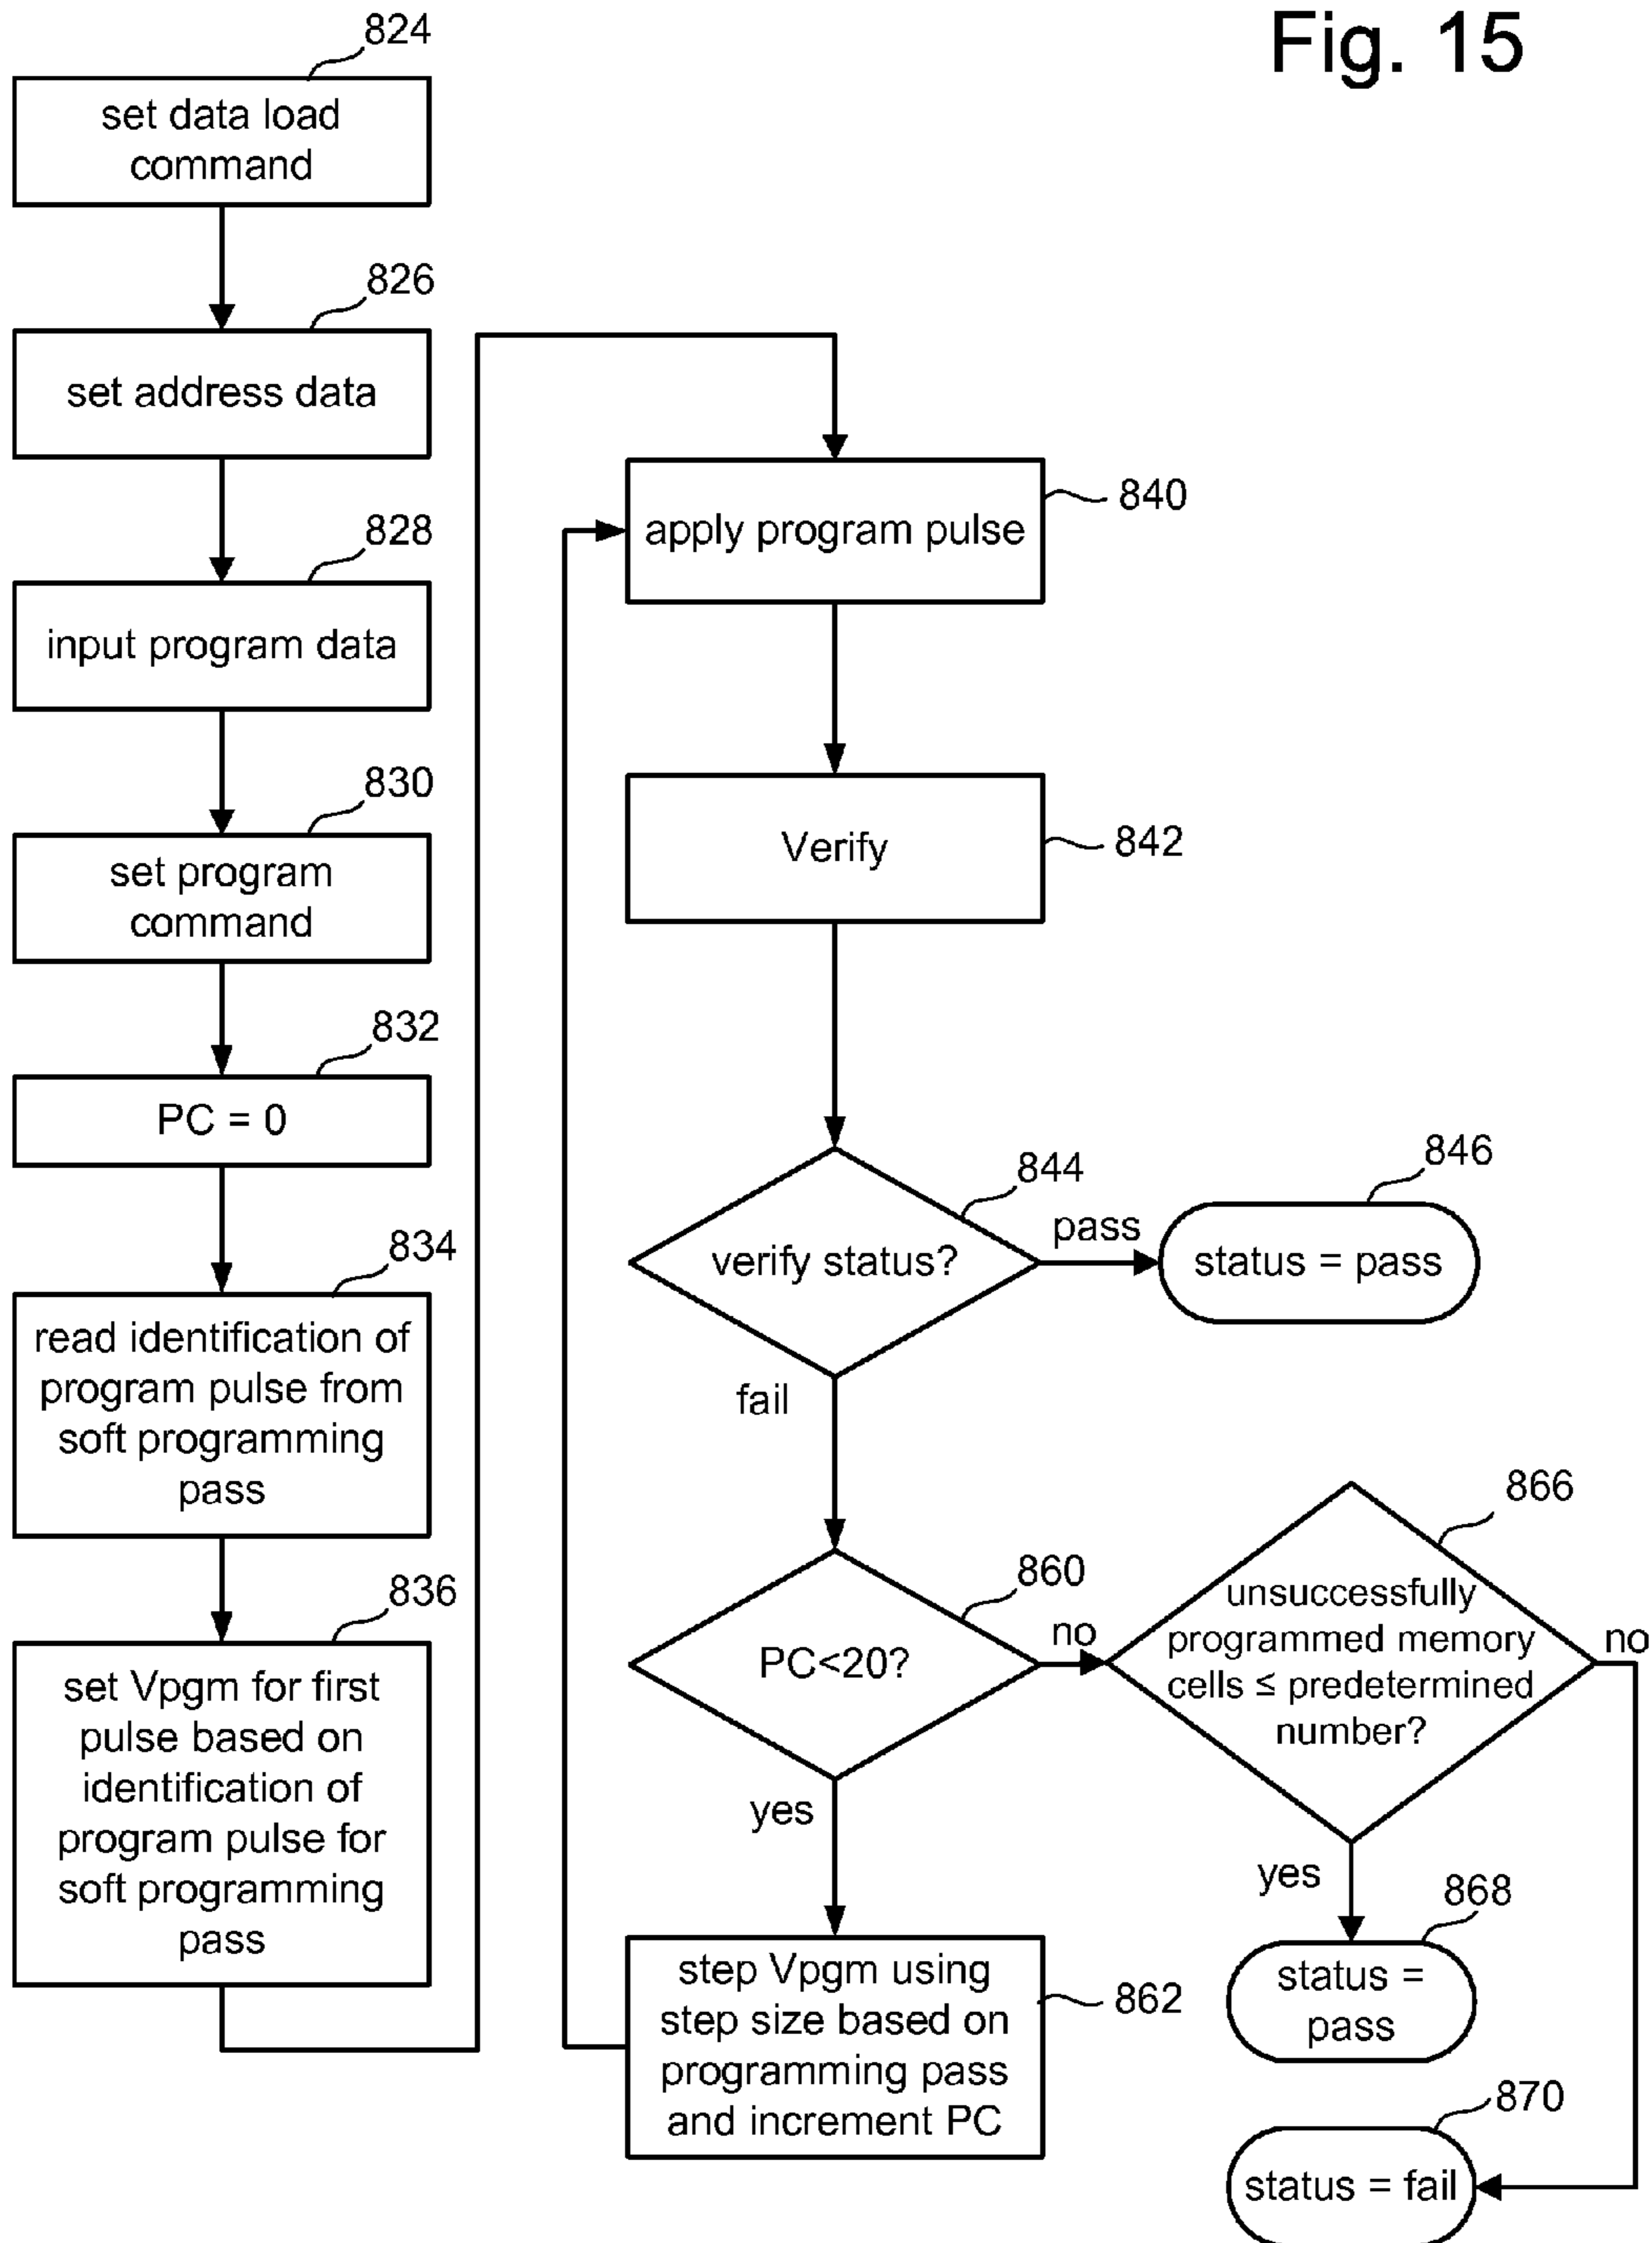 Fig. 15
824
set data load
command
826
set address data
828
input program data
830
set program
command
832
PC = 0
834
read identification of
program pulse from
soft programming
pass
836
set Vpgm for first
pulse based on
identification of
program pulse for
soft programming
pass
840
apply program pulse
842
Verify
844
verify status?
pass
846
status = pass
fail
860
PC<20?
no
866
unsuccessfully
programmed memory
cells ≤ predetermined
number?
no
yes
862
step Vpgm using
step size based on
programming pass
and increment PC
yes
868
status =
pass
870
status = fail